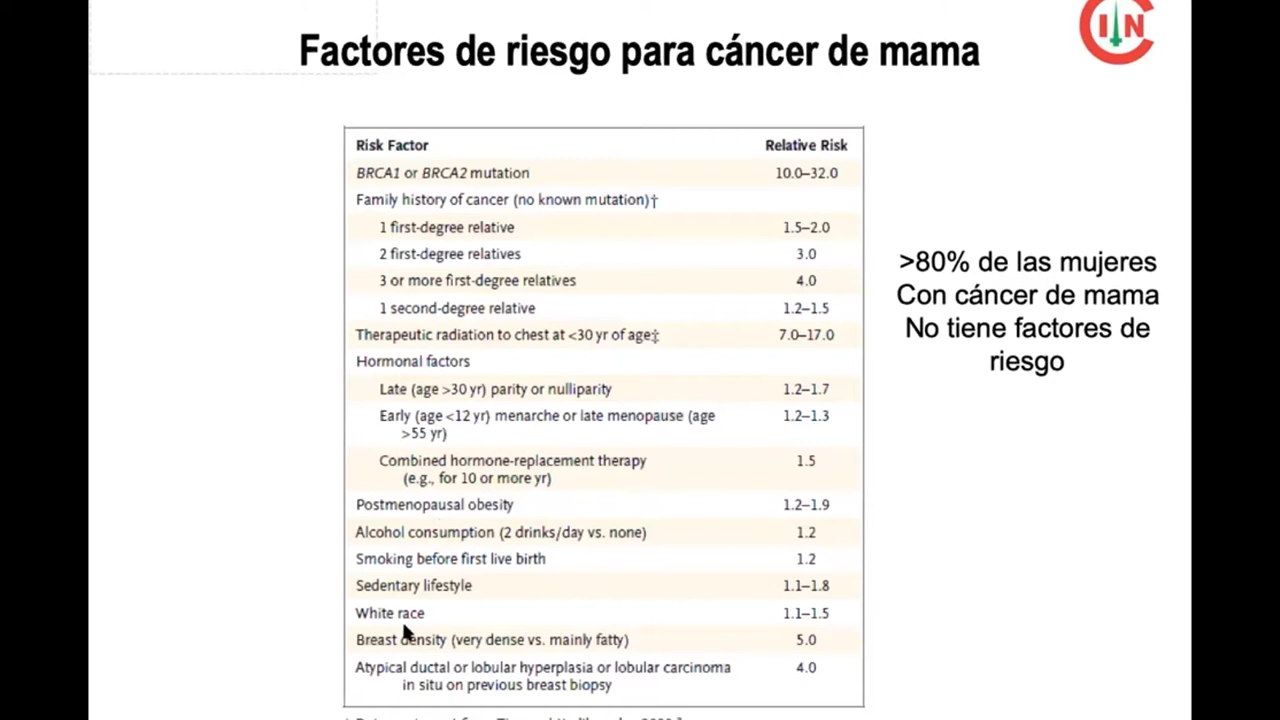 Factores de riesgo para cáncer de mama
CIN
Risk Factor Relative Risk
BRCA1 or BRCA2 mutation 10.0–32.0
Family history of cancer (no known mutation)†
1 first-degree relative 1.5–2.0
2 first-degree relatives 3.0
3 or more first-degree relatives 4.0
1 second-degree relative 1.2–1.5
Therapeutic radiation to chest at <30 yr of age‡ 7.0–17.0
Hormonal factors
Late (age >30 yr) parity or nulliparity 1.2–1.7
Early (age <12 yr) menarche or late menopause (age 1.2–1.3
>55 yr)
Combined hormone-replacement therapy 1.5
(e.g., for 10 or more yr)
Postmenopausal obesity 1.2–1.9
Alcohol consumption (2 drinks/day vs. none) 1.2
Smoking before first live birth 1.2
Sedentary lifestyle 1.1–1.8
White race 1.1–1.5
Breast density (very dense vs. mainly fatty) 5.0
Atypical ductal or lobular hyperplasia or lobular carcinoma 4.0
in situ on previous breast biopsy
>80% de las mujeres
Con cáncer de mama
No tiene factores de
riesgo